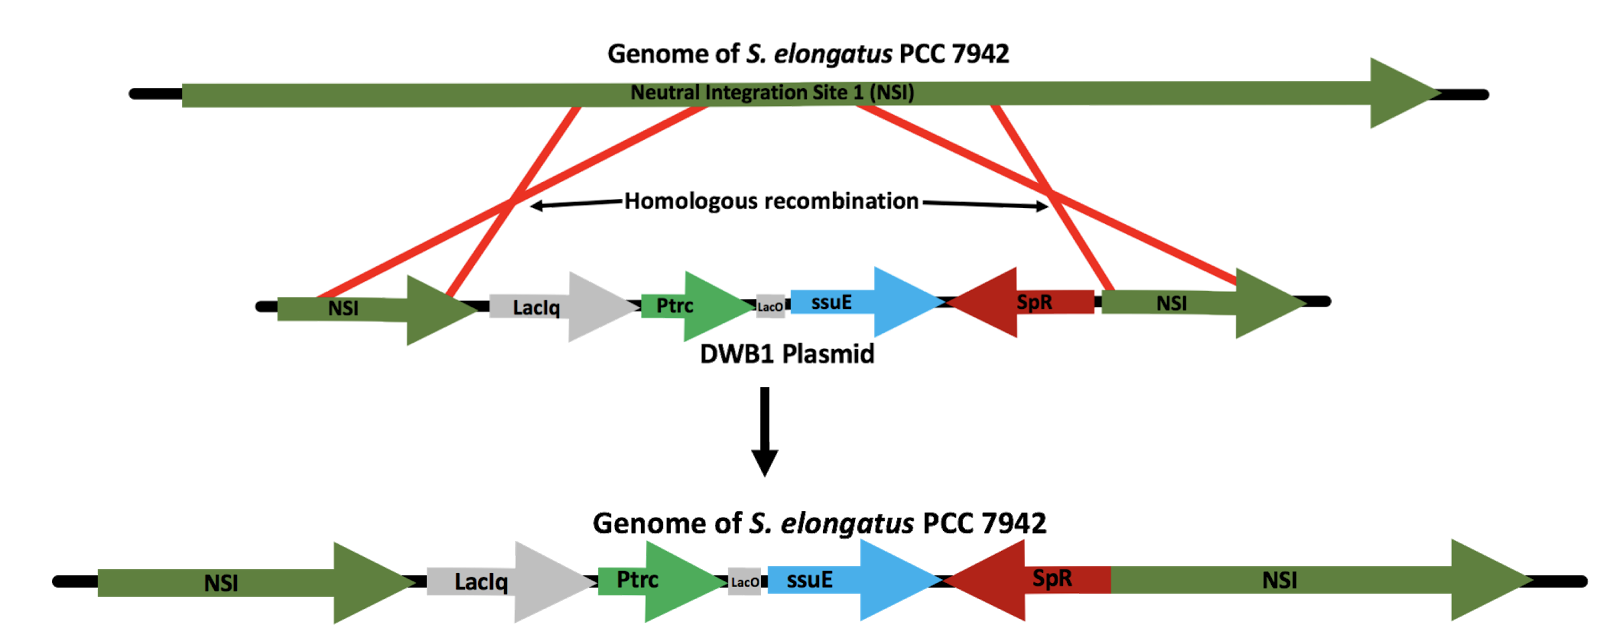 Genome of S. elongatus PCC 7942
Neutral Integration Site 1 (NSI)
Homologous recombination
NSI LacIq Ptrc LacO ssuE SpR NSI
DWB1 Plasmid
Genome of S. elongatus PCC 7942
NSI LacIq Ptrc LacO ssuE SpR NSI